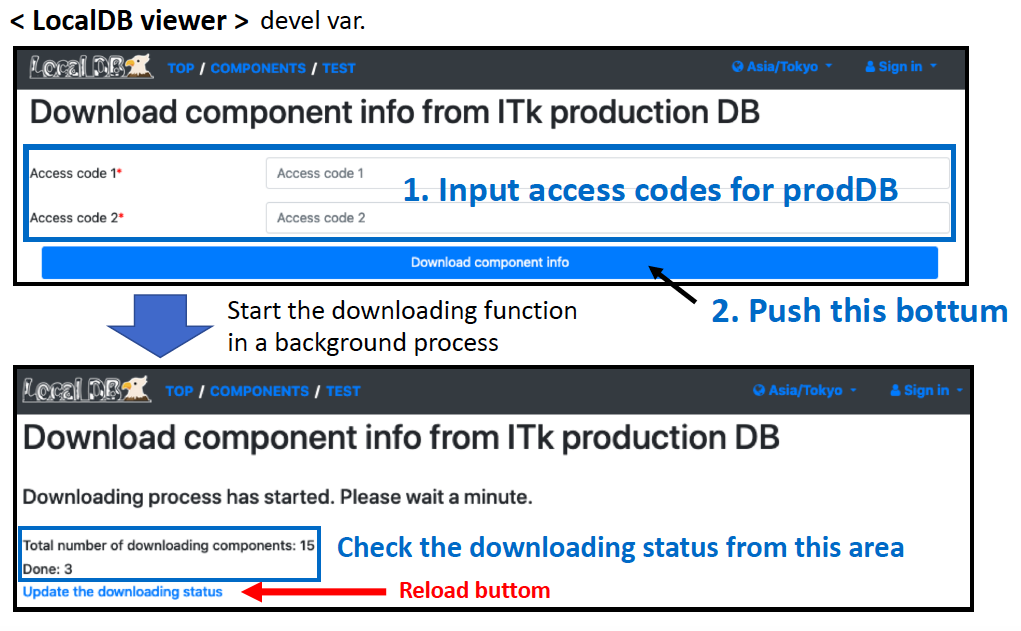 < LocalDB viewer > devel var.
Local DB TOP / COMPONENTS / TEST Asia/Tokyo Sign in
Download component info from ITk production DB
Access code 1* Access code 1
1. Input access codes for prodDB
Access code 2* Access code 2
Download component info
2. Push this bottum
Start the downloading function
in a background process
Local DB TOP / COMPONENTS / TEST Asia/Tokyo Sign in
Download component info from ITk production DB
Downloading process has started. Please wait a minute.
Total number of downloading components: 15
Check the downloading status from this area
Done: 3
Update the downloading status
Reload buttom